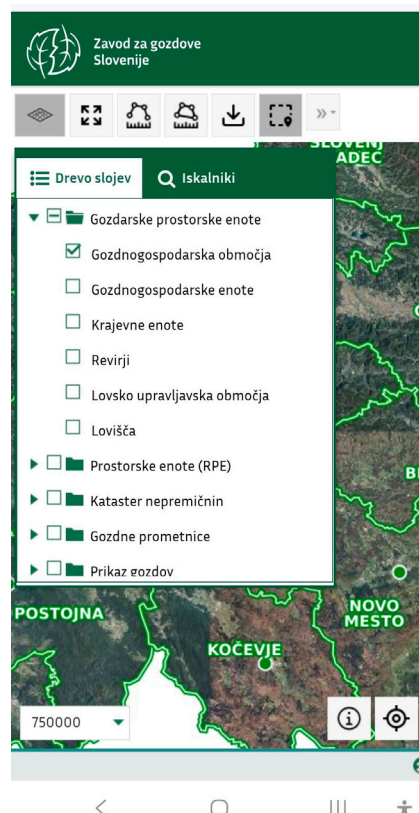 Zavod za gozdove
Slovenije
SLOVENJ
ADEC
Drevo slojev
Iskalniki
Gozdarske prostorske enote
Gozdnogospodarska območja
Gozdnogospodarske enote
Krajevne enote
Revirji
Lovsko upravljavska območja
Lovišča
Prostorske enote (RPE)
Kataster nepremičnin
Gozdne prometnice
Prikaz gozdov
POSTOJNA
NOVO
MESTO
KOČEVJE
750000